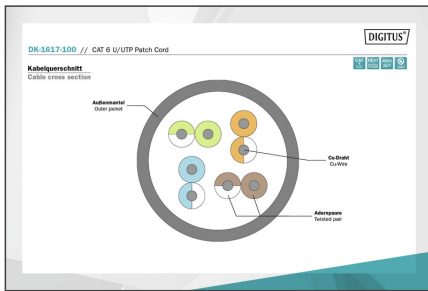 DIGITUS®
DK-1617-100 // CAT 6 U/UTP Patch Cord
Kabelquerschnitt
Cable cross section
Außenmantel
Outer jacket
Cu-Draht
Cu-Wire
Adernpaare
Twisted pair